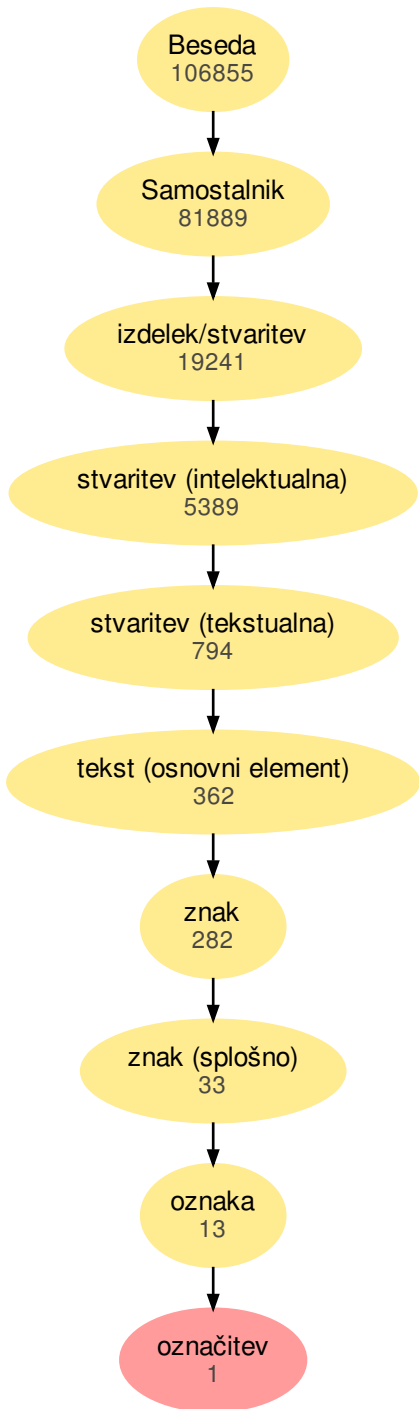 Beseda
106855
Samostalnik
81889
izdelek/stvaritev
19241
stvaritev (intelektualna)
5389
stvaritev (tekstualna)
794
tekst (osnovni element)
362
znak
282
znak (splošno)
33
oznaka
13
označitev
1